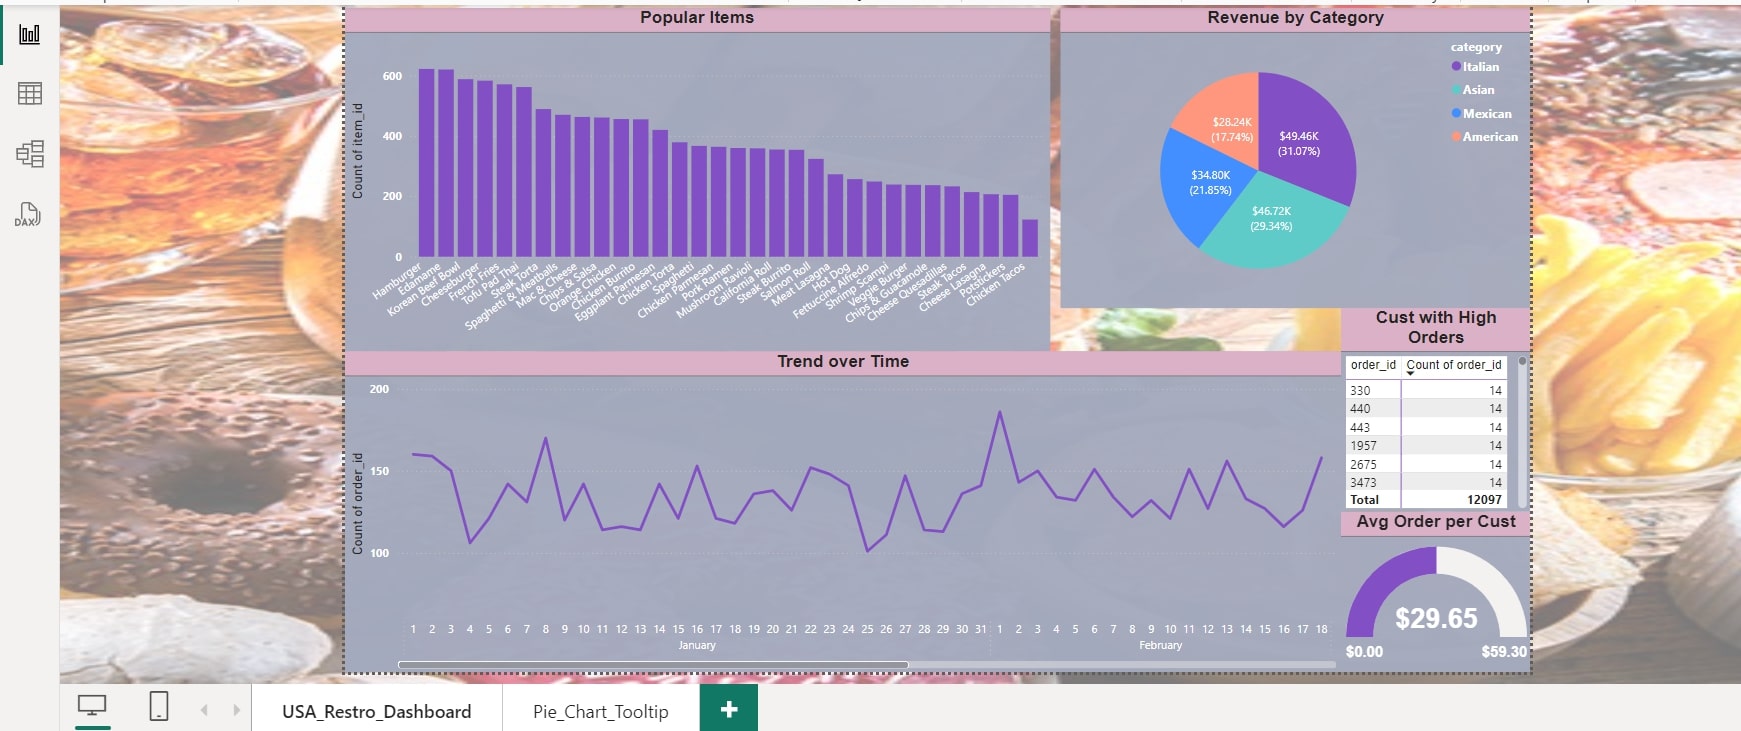 Popular Items
Count of item_id
600
400
200
0
Hamburger
Edamame
Korean Beef Bowl
Cheeseburger
French Fries
Tofu Pad Thai
Steak Torta
Spaghetti & Meatballs
Mac & Cheese
Chips & Salsa
Orange Chicken
Chicken Burrito
Eggplant Parmesan
Chicken Torta
Spaghetti
Chicken Parmesan
Pork Ramen
Mushroom Ravioli
California Roll
Steak Burrito
Salmon Roll
Meat Lasagna
Hot Dog
Fettuccine Alfredo
Shrimp Scampi
Veggie Burger
Chips & Guacamole
Cheese Quesadillas
Steak Tacos
Cheese Lasagna
Potstickers
Chicken Tacos
Revenue by Category
category
Italian
Asian
Mexican
American
$28.24K
(17.74%)
$49.46K
(31.07%)
$34.80K
(21.85%)
$46.72K
(29.34%)
Trend over Time
Count of order_id
200
150
100
1 2 3 4 5 6 7 8 9 10 11 12 13 14 15 16 17 18 19 20 21 22 23 24 25 26 27 28 29 30 31 1 2 3 4 5 6 7 8 9 10 11 12 13 14 15 16 17 18
January February
Cust with High
Orders
order_id Count of order_id
330 14
440 14
443 14
1957 14
2675 14
3473 14
Total 12097
Avg Order per Cust
$29.65
$0.00 $59.30
DAX
USA_Restro_Dashboard Pie_Chart_Tooltip +